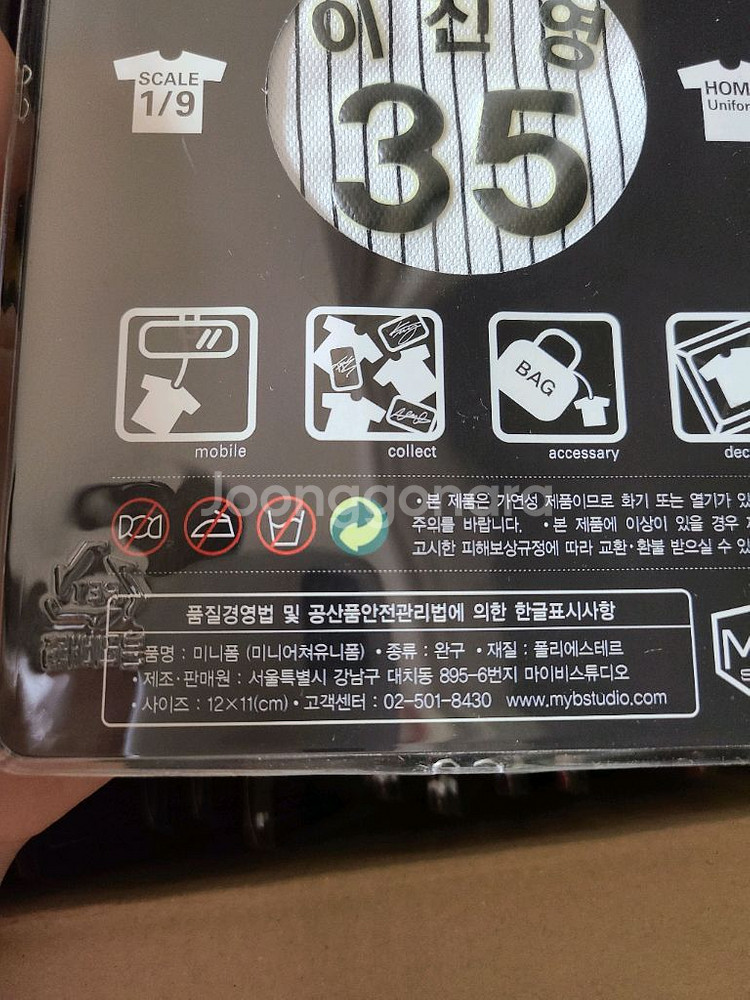 이진영
35
SCALE
1/9
HOM
Unifor
BAG
mobile
collect
accessary
dec
Joonggonara
•본 제품은 가연성 제품이므로 화기 또는 열기가 있
주의를 바랍니다. •본 제품에 이상이 있을 경우
고시한 피해보상규정에 따라 교환·환불 받으실 수 있
품질경영법 및 공산품안전관리법에 의한 한글표시사항
품명 : 미니폼 (미니어쳐유니폼) •종류 : 완구 •재질 : 폴리에스테르
•제조·판매원 : 서울특별시 강남구 대치동 895-6번지 마이비스튜디오
•사이즈 : 12×11(cm) •고객센터 : 02-501-8430 www.mybstudio.com